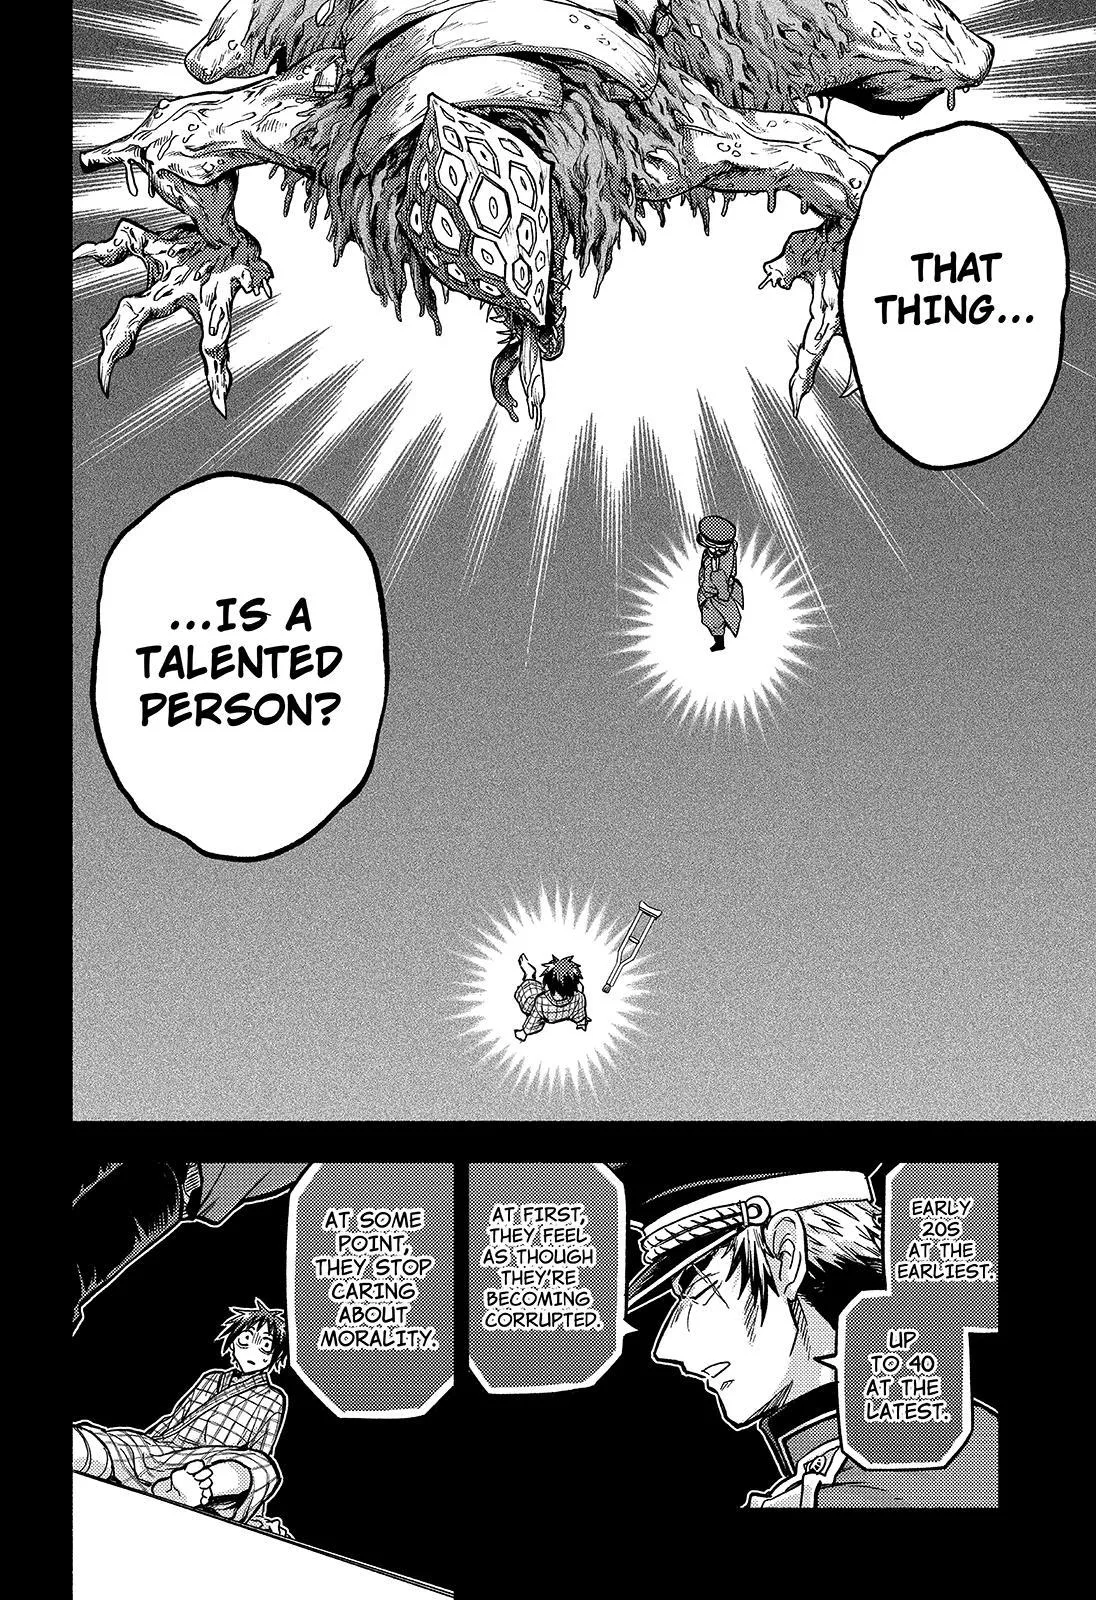 THAT
THING...
...IS A
TALENTED
PERSON?
EARLY
20S
AT THE
EARLIEST.
UP
TO 40
AT THE
LATEST.
AT FIRST,
THEY FEEL
AS THOUGH
THEY'RE
BECOMING
CORRUPTED.
AT SOME
POINT,
THEY STOP
CARING
ABOUT
MORALITY.